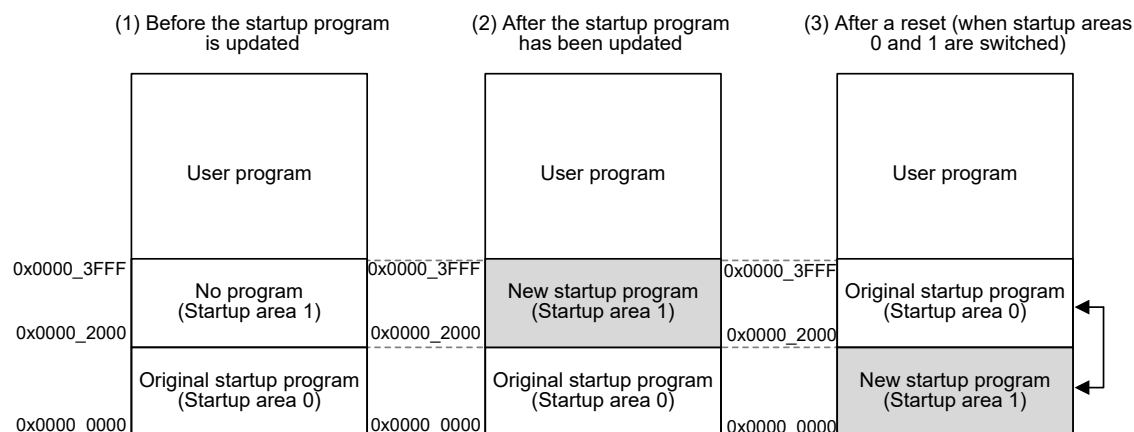 (1) Before the startup program
is updated
(2) After the startup program
has been updated
(3) After a reset (when startup areas
0 and 1 are switched)
User program
User program
User program
0x0000_3FFF
0x0000_3FFF
0x0000_3FFF
No program
(Startup area 1)
New startup program
(Startup area 1)
Original startup program
(Startup area 0)
0x0000_2000
0x0000_2000
0x0000_2000
Original startup program
(Startup area 0)
Original startup program
(Startup area 0)
New startup program
(Startup area 1)
0x0000_0000
0x0000_0000
0x0000_0000